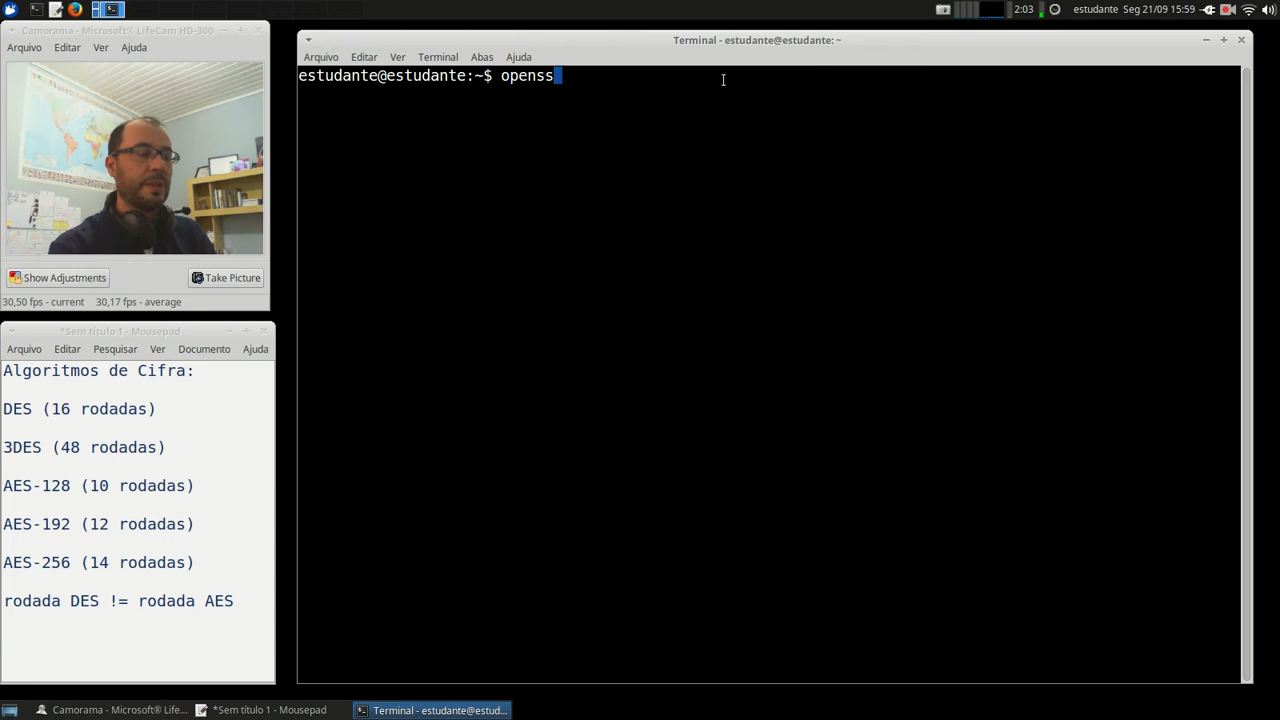 2:03
estudante Seg 21/09 15:59
Camorama - Microsoft® LifeCam HD-300
Arquivo Editar Ver Ajuda
Show Adjustments
Take Picture
30,50 fps - current 30,17 fps - average
*Sem título 1 - Mousepad
Arquivo Editar Pesquisar Ver Documento Ajuda
Algoritmos de Cifra:
DES (16 rodadas)
3DES (48 rodadas)
AES-128 (10 rodadas)
AES-192 (12 rodadas)
AES-256 (14 rodadas)
rodada DES != rodada AES
Terminal - estudante@estudante: ~
Arquivo Editar Ver Terminal Abas Ajuda
estudante@estudante:~$ openss
Camorama - Microsoft® Life...
*Sem título 1 - Mousepad
Terminal - estudante@estud...